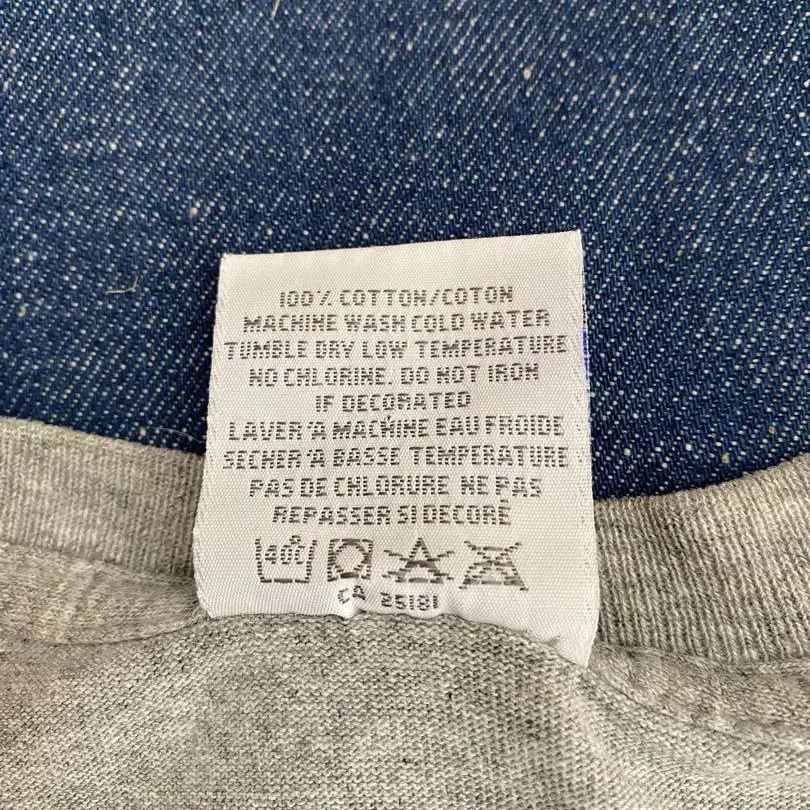 100% COTTON/COTON
MACHINE WASH COLD WATER
TUMBLE DRY LOW TEMPERATURE
NO CHLORINE. DO NOT IRON
IF DECORATED
LAVER 'A MACHINE EAU FROIDE
SECHER 'A BASSE TEMPERATURE
PAS DE CHLORURE NE PAS
REPASSER SI DECORÉ
40°C
CA 25181